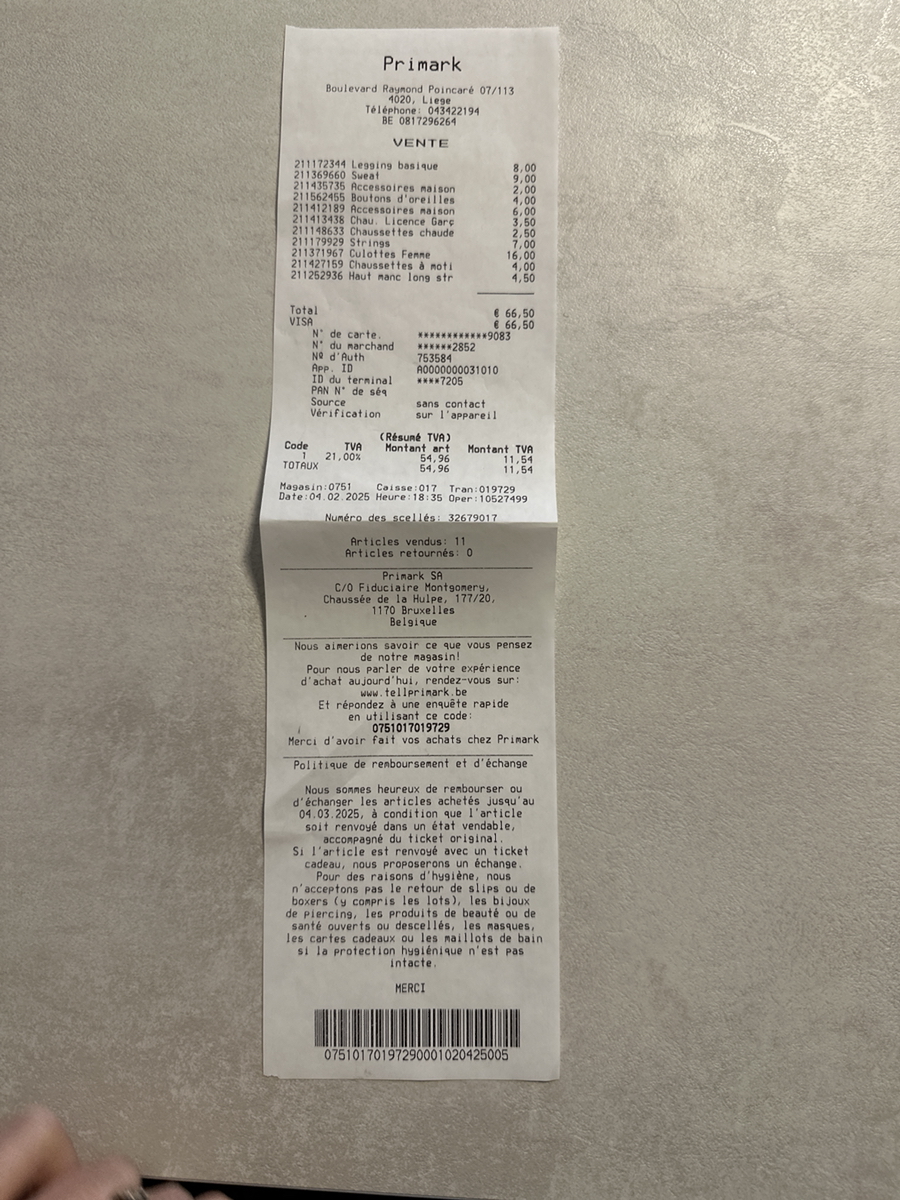 Primark
Boulevard Raymond Poincaré 07/113
4020, Liege
Téléphone: 043422194
BE 0817296264
VENTE
211172344 Legging basique 8,00
211369660 Sweat 9,00
211435735 Accessoires maison 2,00
211562455 Boutons d'oreilles 4,00
211412189 Accessoires maison 6,00
211413438 Chau. Licence Garç 3,50
211148633 Chaussettes chaude 2,50
211179929 Strings 7,00
211371967 Culottes Femme 16,00
211427159 Chaussettes à moti 4,00
211252936 Haut manc long str 4,50
Total € 66,50
VISA € 66,50
N° de carte. ************9083
N° du marchand ******2852
Nº d'Auth 753584
App. ID A0000000031010
ID du terminal ****7205
PAN N° de séq
Source sans contact
Vérification sur l'appareil
(Résumé TVA)
Code TVA Montant art Montant TVA
1 21,00% 54,96 11,54
TOTAUX 54,96 11,54
Magasin:0751 Caisse:017 Tran:019729
Date:04.02.2025 Heure:18:35 Oper:10527499
Numéro des scellés: 32679017
Articles vendus: 11
Articles retournés: 0
Primark SA
C/O Fiduciaire Montgomery,
Chaussée de la Hulpe, 177/20,
1170 Bruxelles
Belgique
Nous aimerions savoir ce que vous pensez
de notre magasin!
Pour nous parler de votre expérience
d'achat aujourd'hui, rendez-vous sur:
www.tellprimark.be
Et répondez à une enquête rapide
en utilisant ce code:
0751017019729
Merci d'avoir fait vos achats chez Primark
Politique de remboursement et d'échange
Nous sommes heureux de rembourser ou
d'échanger les articles achetés jusqu'au
04.03.2025, à condition que l'article
soit renvoyé dans un état vendable,
accompagné du ticket original.
Si l'article est renvoyé avec un ticket
cadeau, nous proposerons un échange.
Pour des raisons d'hygiène, nous
n'acceptons pas le retour de slips ou de
boxers (y compris les lots), les bijoux
de piercing, les produits de beauté ou de
santé ouverts ou descellés, les masques,
les cartes cadeaux ou les maillots de bain
si la protection hygiénique n'est pas
intacte.
MERCI
075101701972900010204250​05